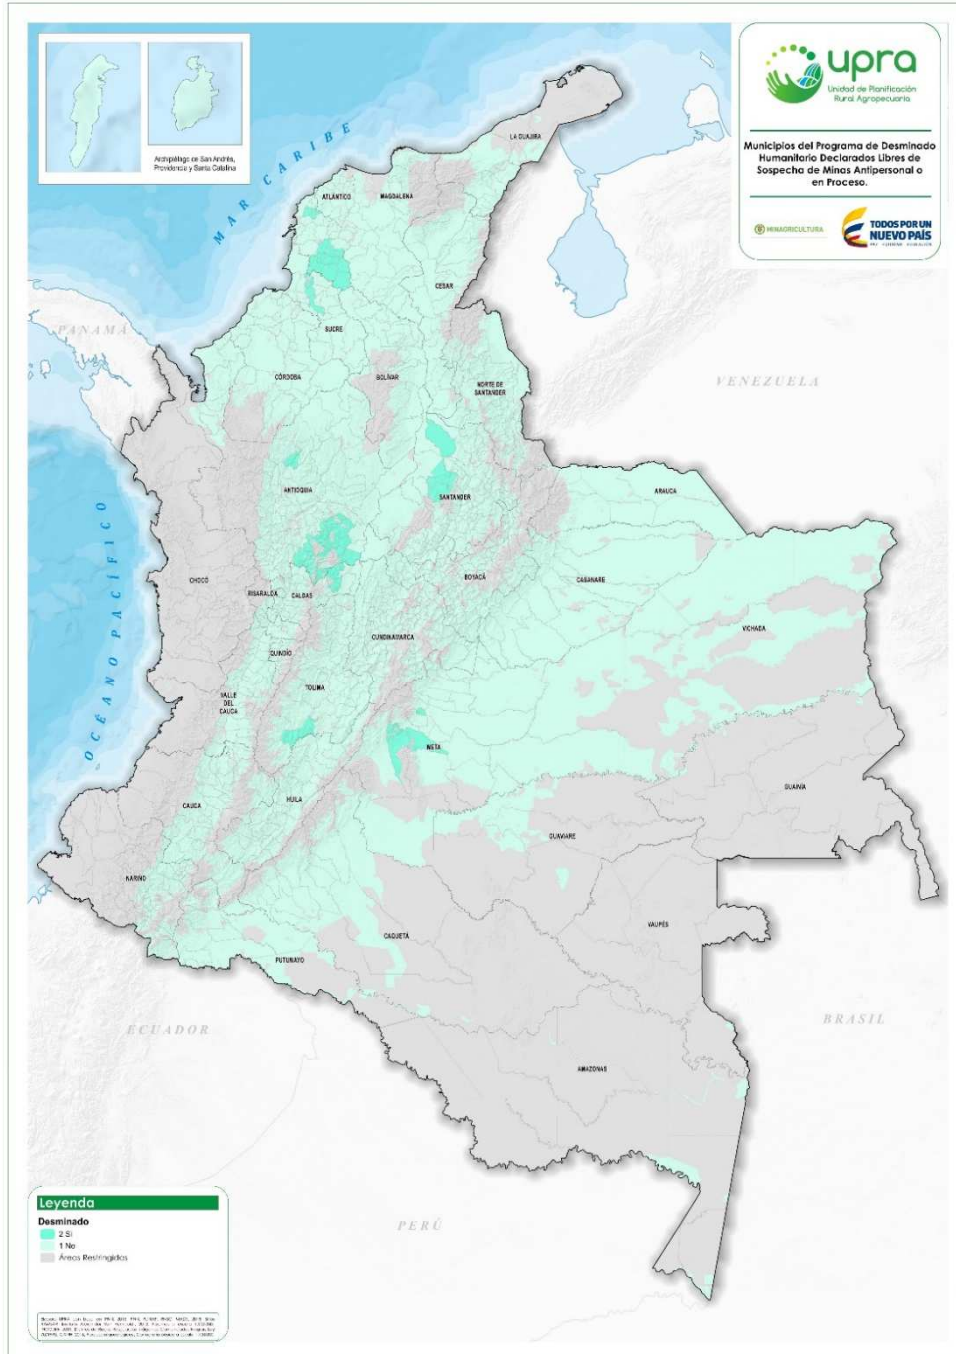 upra
Unidad de Planificación
Rural Agropecuaria
Municipios del Programa de Desminado
Humanitario Declarados Libres de
Sospecha de Minas Antipersonal o
en Proceso.
MINAGRICULTURA
TODOS POR UN
NUEVO PAÍS
PAZ EQUIDAD EDUCACIÓN
Archipiélago de San Andrés,
Providencia y Santa Catalina
MAR CARIBE
LA GUAJIRA
ATLÁNTICO
MAGDALENA
CESAR
SUCRE
PANAMÁ
CÓRDOBA
BOLÍVAR
NORTE DE
SANTANDER
VENEZUELA
ANTIOQUIA
SANTANDER
ARAUCA
OCÉANO PACÍFICO
CHOCÓ
RISARALDA
CALDAS
BOYACÁ
CASANARE
VICHADA
CUNDINAMARCA
QUINDÍO
TOLIMA
VALLE
DEL
CAUCA
META
GUAINÍA
CAUCA
HUILA
GUAVIARE
NARIÑO
VAUPÉS
CAQUETÁ
PUTUMAYO
ECUADOR
BRASIL
AMAZONAS
PERÚ
Leyenda
Desminado
2 Si
1 No
Áreas Restringidas